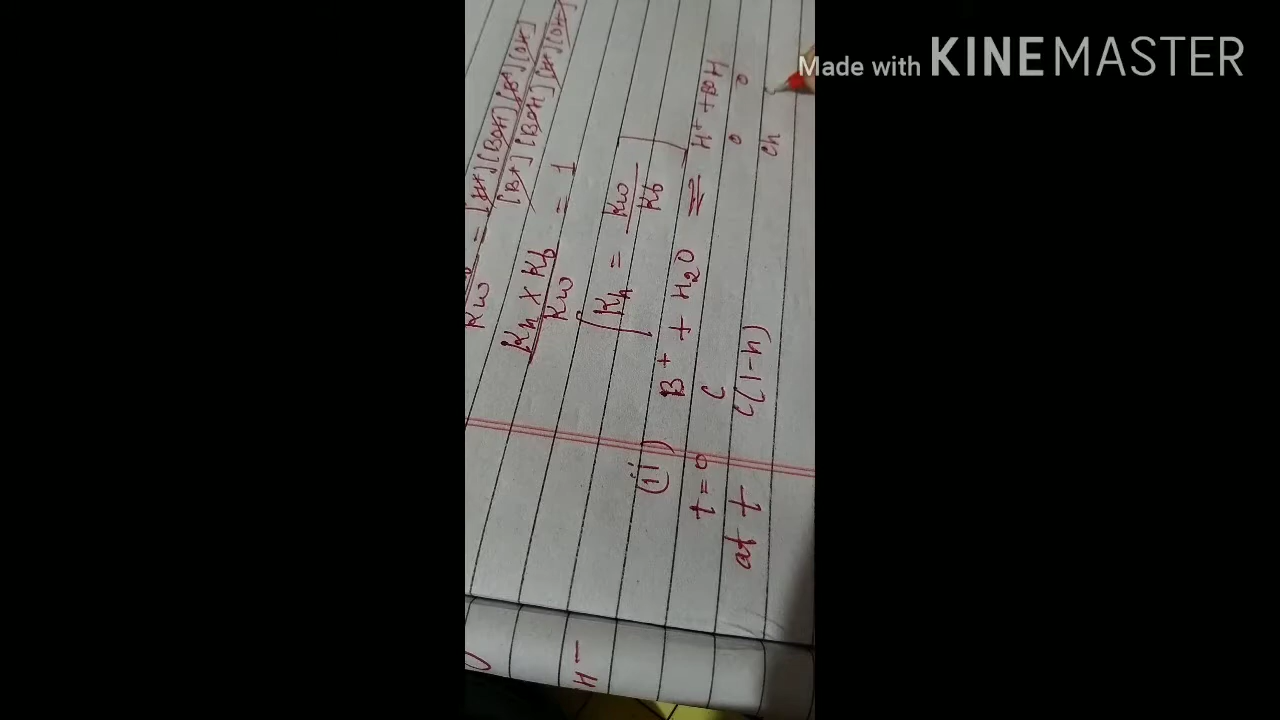 Kw = [H+][BOH][B+][OH-]
[B+][BOH][H+][OH-]
Kh × Kb = 1
Kw
Kh = Kw
Kb
(ii) B+ + H2O ⇌ H+ + BOH
t=0 C 0 0
at t C(1-h) Ch
H-
Made with KINEMASTER